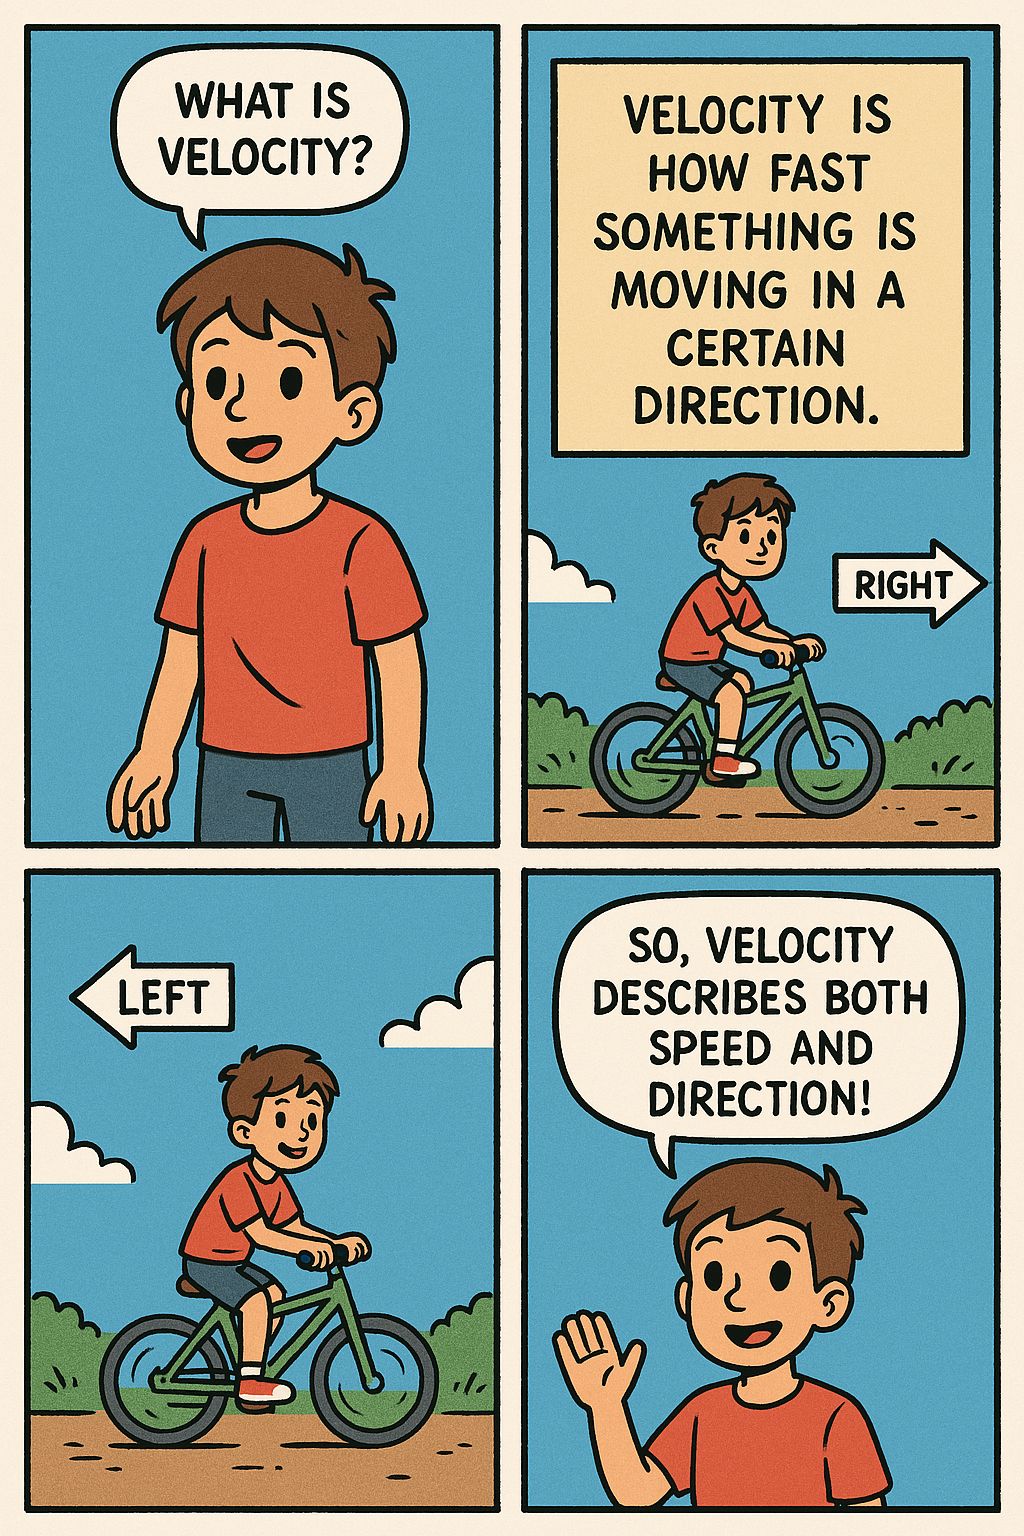 WHAT IS
VELOCITY?
VELOCITY IS
HOW FAST
SOMETHING IS
MOVING IN A
CERTAIN
DIRECTION.
RIGHT
LEFT
SO, VELOCITY
DESCRIBES BOTH
SPEED AND
DIRECTION!